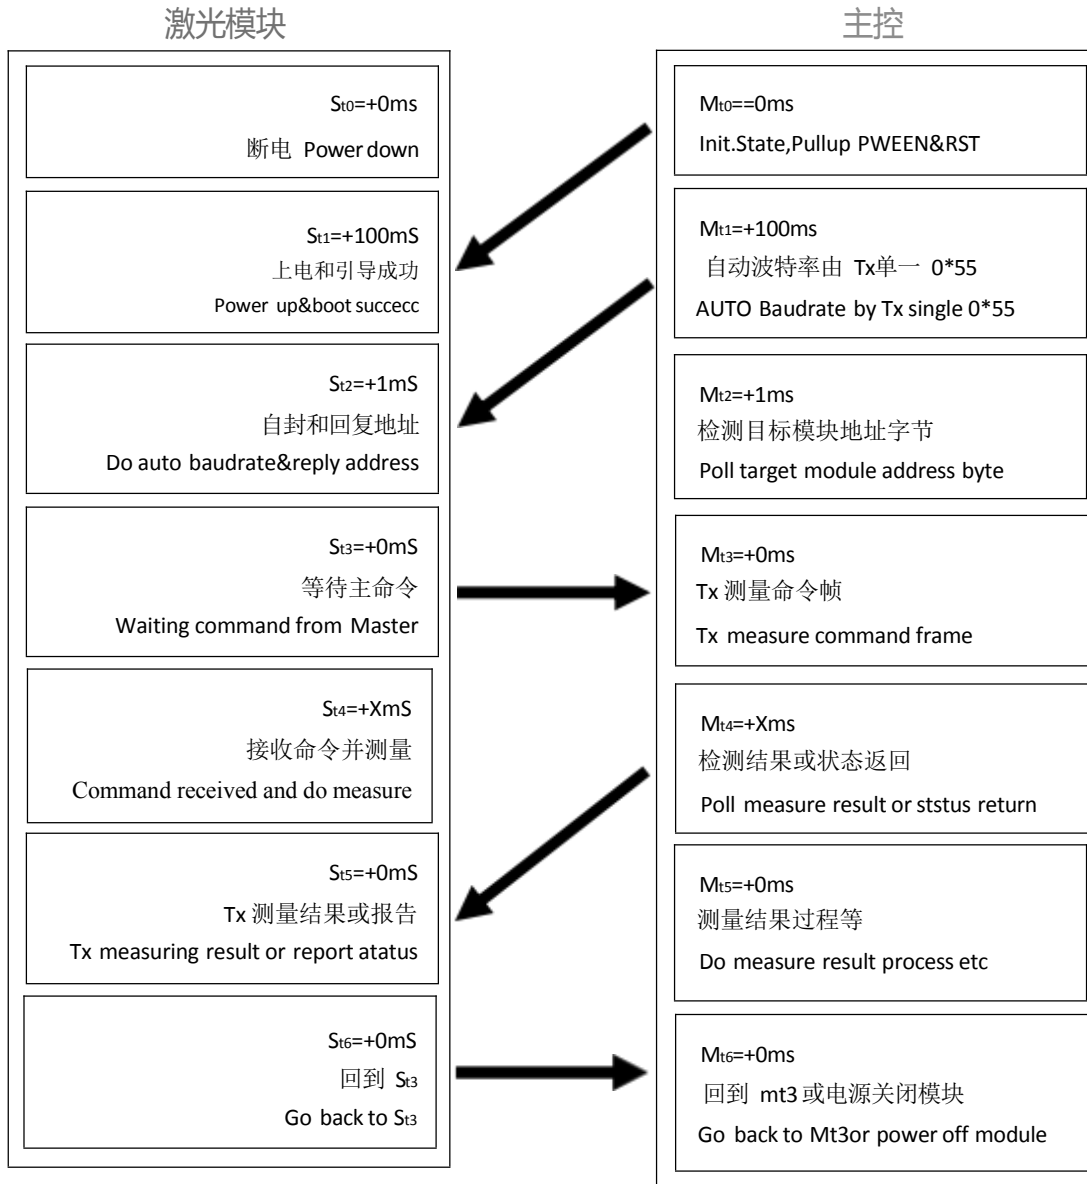 激光模块
St0=+0ms
断电 Power down
St1=+100mS
上电和引导成功
Power up&boot succecc
St2=+1mS
自封和回复地址
Do auto baudrate&reply address
St3=+0mS
等待主命令
Waiting command from Master
St4=+XmS
接收命令并测量
Command received and do measure
St5=+0mS
Tx 测量结果或报告
Tx measuring result or report atatus
St6=+0mS
回到 St3
Go back to St3
主控
Mt0==0ms
Init.State,Pullup PWEEN&RST
Mt1=+100ms
自动波特率由 Tx单一 0*55
AUTO Baudrate by Tx single 0*55
Mt2=+1ms
检测目标模块地址字节
Poll target module address byte
Mt3=+0ms
Tx 测量命令帧
Tx measure command frame
Mt4=+Xms
检测结果或状态返回
Poll measure result or ststus return
Mt5=+0ms
测量结果过程等
Do measure result process etc
Mt6=+0ms
回到 mt3 或电源关闭模块
Go back to Mt3or power off module